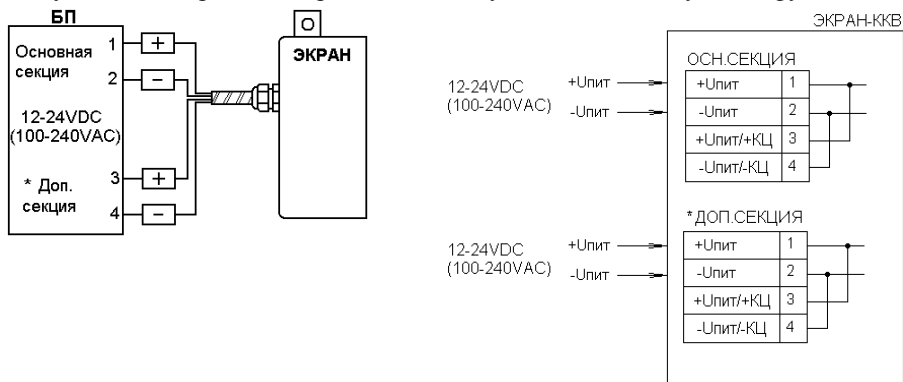 БП
Основная
секция
1
+
2
−
12-24VDC
(100-240VAC)
* Доп.
секция
3
+
4
−
ЭКРАН
ЭКРАН-ККВ
ОСН.СЕКЦИЯ
12-24VDC
(100-240VAC)
+Uпит
-Uпит
+Uпит 1
-Uпит 2
+Uпит/+КЦ 3
-Uпит/-КЦ 4
*ДОП.СЕКЦИЯ
12-24VDC
(100-240VAC)
+Uпит
-Uпит
+Uпит 1
-Uпит 2
+Uпит/+КЦ 3
-Uпит/-КЦ 4